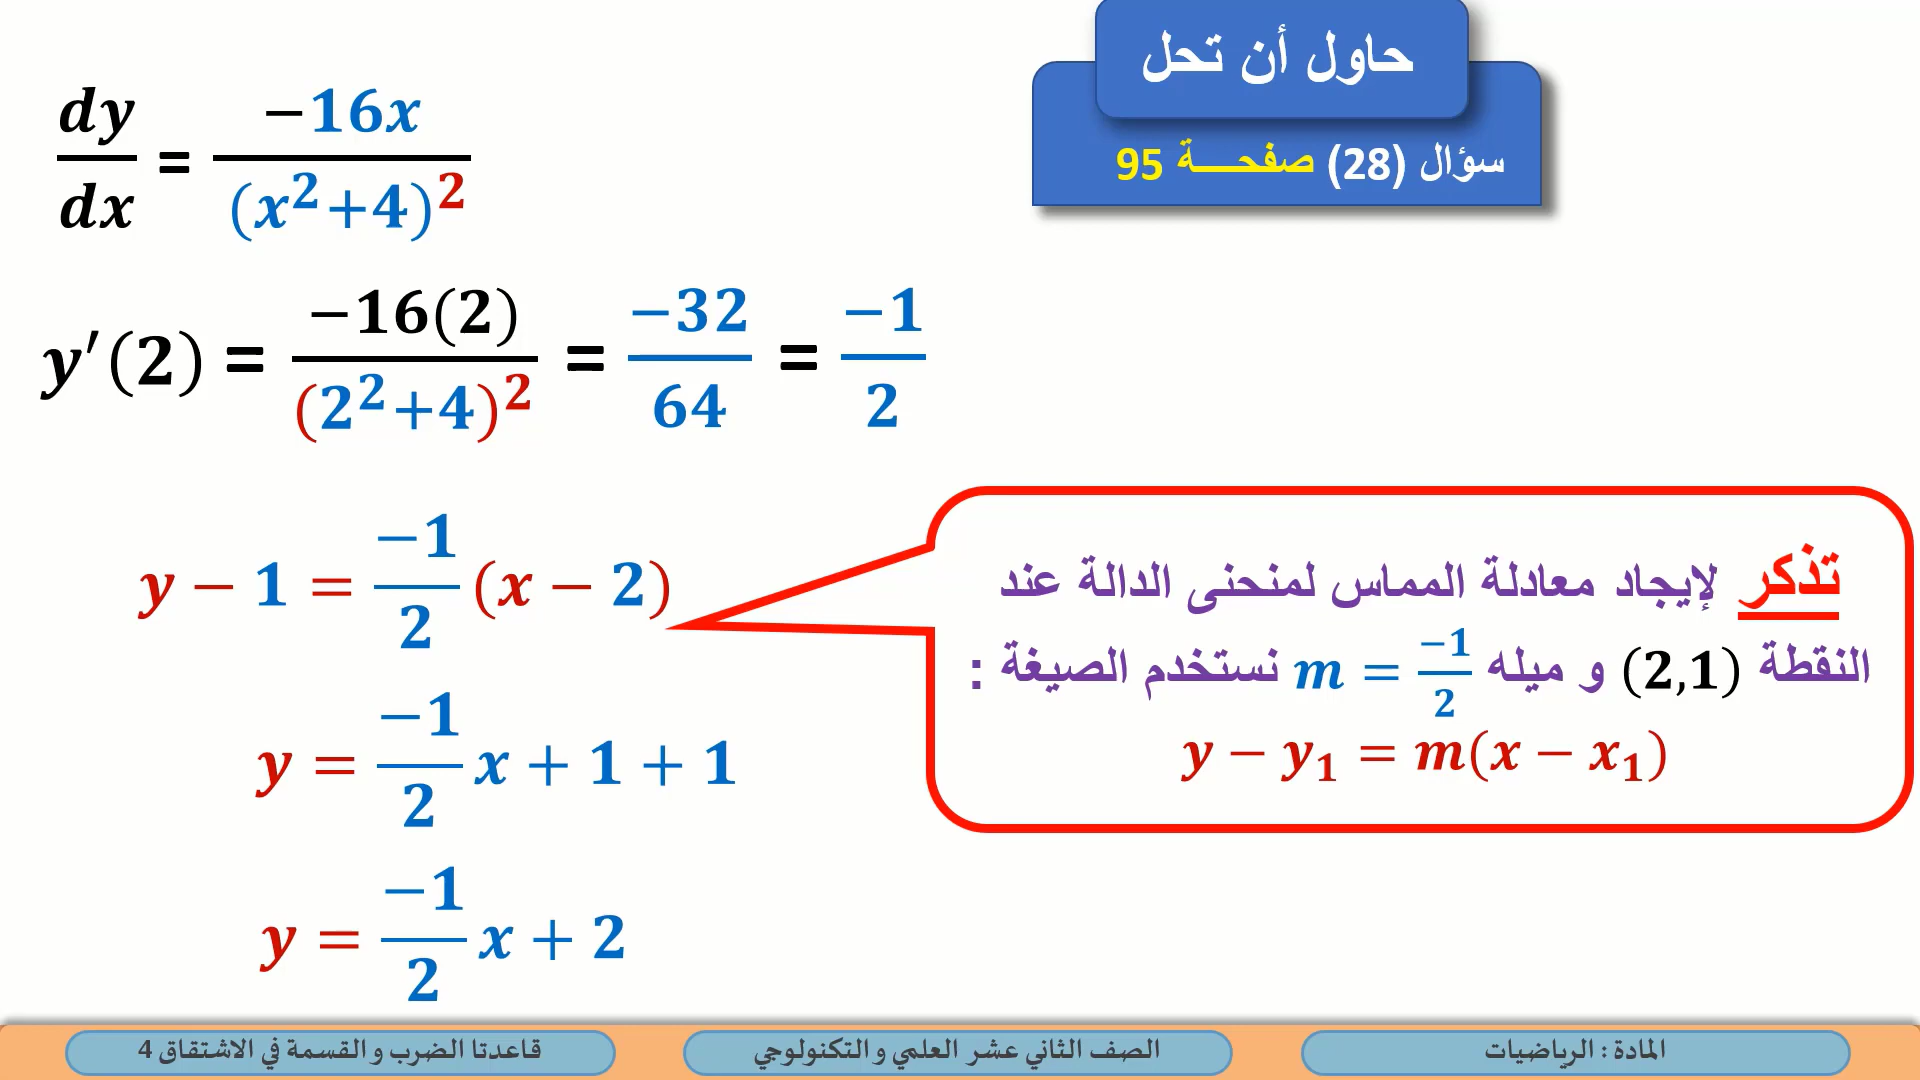 حاول أن تحل
سؤال (28) صفحـــــة 95
dy/dx = −16x/(x²+4)²
y′(2) = −16(2)/(2²+4)² = −32/64 = −1/2
y − 1 = −1/2 (x − 2)
y = −1/2 x + 1 + 1
y = −1/2 x + 2
تذكر لإيجاد معادلة المماس لمنحنى الدالة عند
النقطة (2,1) و ميله m = −1/2 نستخدم الصيغة :
y − y₁ = m(x − x₁)
المادة : الرياضيات
الصف الثاني عشر العلمي و التكنولوجي
قاعدتا الضرب و القسمة في الاشتقاق 4